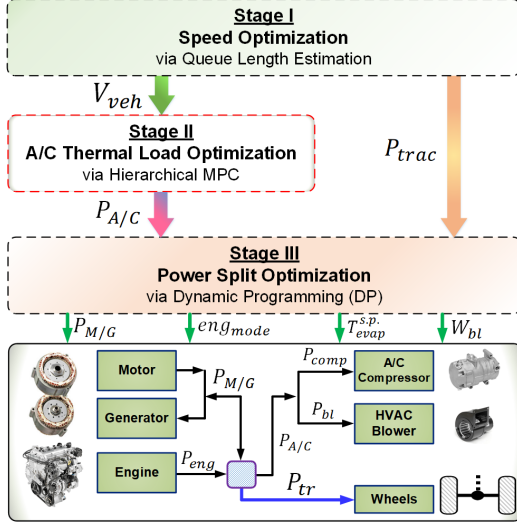 Stage I
Speed Optimization
via Queue Length Estimation
V_veh
P_trac
Stage II
A/C Thermal Load Optimization
via Hierarchical MPC
P_A/C
Stage III
Power Split Optimization
via Dynamic Programming (DP)
P_M/G
eng_mode
T_evap^s.p.
W_bl
Motor
Generator
Engine
P_M/G
P_eng
P_comp
P_bl
P_A/C
P_tr
A/C
Compressor
HVAC
Blower
Wheels